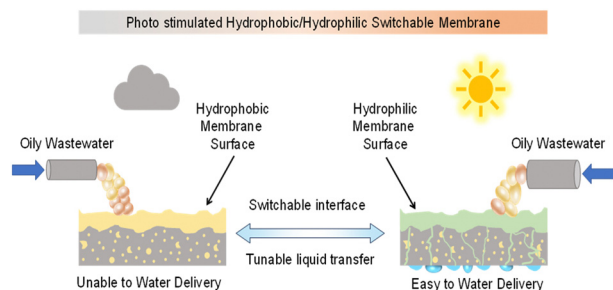 Photo stimulated Hydrophobic/Hydrophilic Switchable Membrane
Hydrophobic
Membrane
Surface
Hydrophilic
Membrane
Surface
Oily Wastewater
Oily Wastewater
Switchable interface
Tunable liquid transfer
Unable to Water Delivery
Easy to Water Delivery